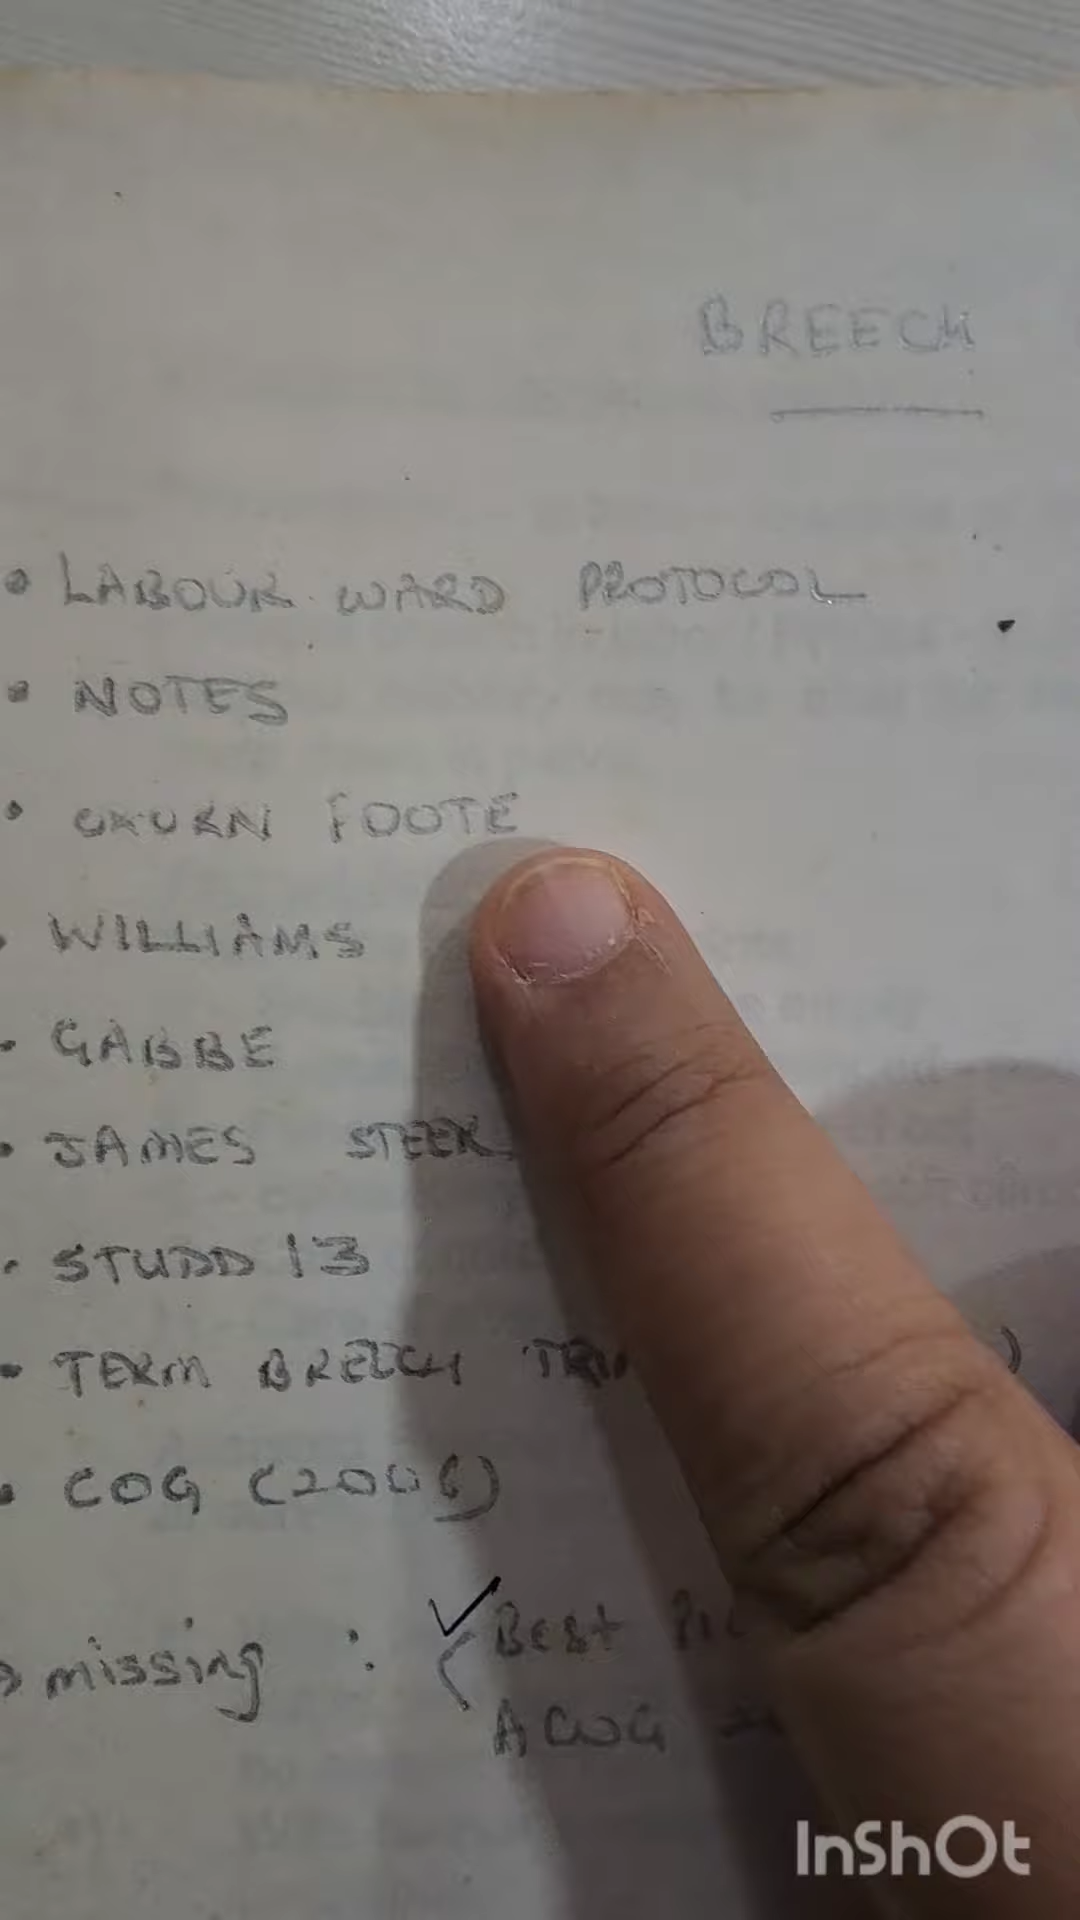 BREECH
• LABOUR WARD PROTOCOL
• NOTES
• OXORN FOOTE
• WILLIAMS
• GABBE
• JAMES STEER
• STUDD 13
• TERM BREECH )
• COG (2006)
missing : ✓ Best
ACOG
InShOt